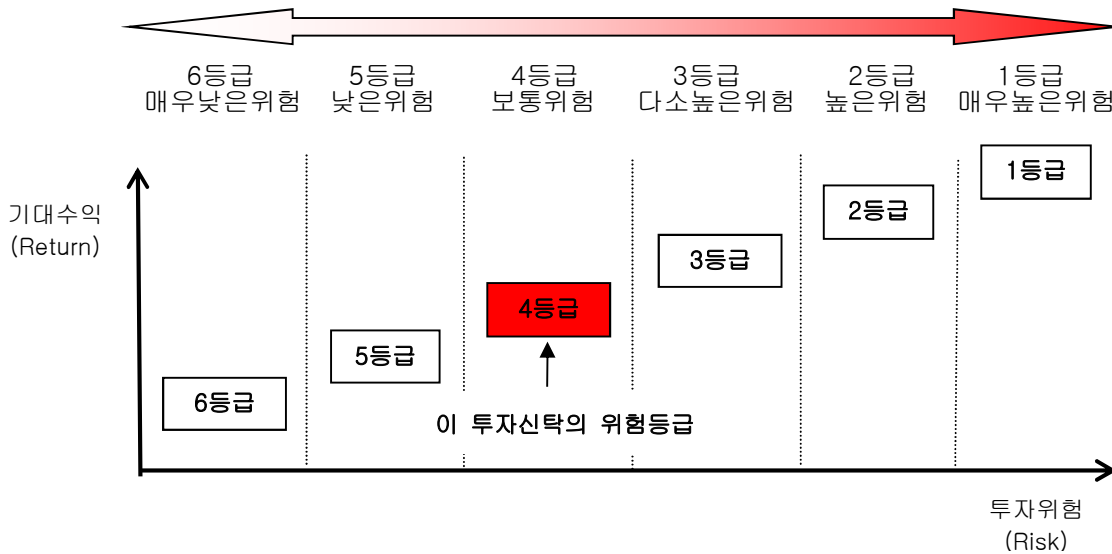 6등급 5등급 4등급 3등급 2등급 1등급
매우낮은위험 낮은위험 보통위험 다소높은위험 높은위험 매우높은위험
1등급
2등급
기대수익
(Return)
3등급
4등급
5등급
6등급
이 투자신탁의 위험등급
투자위험
(Risk)